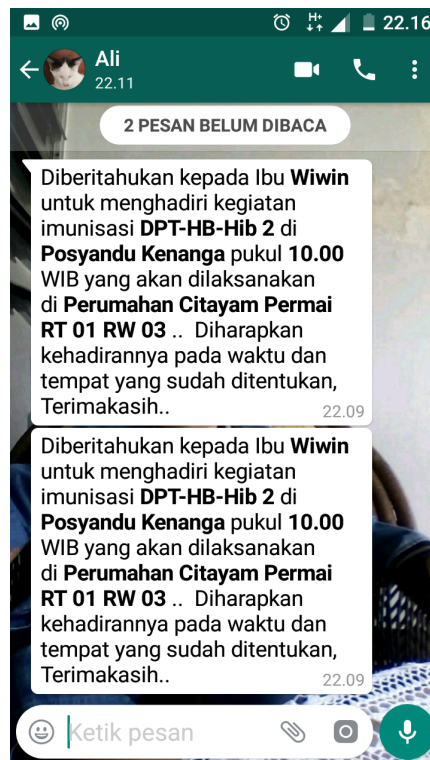 H+
22.16
Ali
22.11
2 PESAN BELUM DIBACA
Diberitahukan kepada Ibu Wiwin
untuk menghadiri kegiatan
imunisasi DPT-HB-Hib 2 di
Posyandu Kenanga pukul 10.00
WIB yang akan dilaksanakan
di Perumahan Citayam Permai
RT 01 RW 03 .. Diharapkan
kehadirannya pada waktu dan
tempat yang sudah ditentukan,
Terimakasih..
22.09
Diberitahukan kepada Ibu Wiwin
untuk menghadiri kegiatan
imunisasi DPT-HB-Hib 2 di
Posyandu Kenanga pukul 10.00
WIB yang akan dilaksanakan
di Perumahan Citayam Permai
RT 01 RW 03 .. Diharapkan
kehadirannya pada waktu dan
tempat yang sudah ditentukan,
Terimakasih..
22.09
Ketik pesan